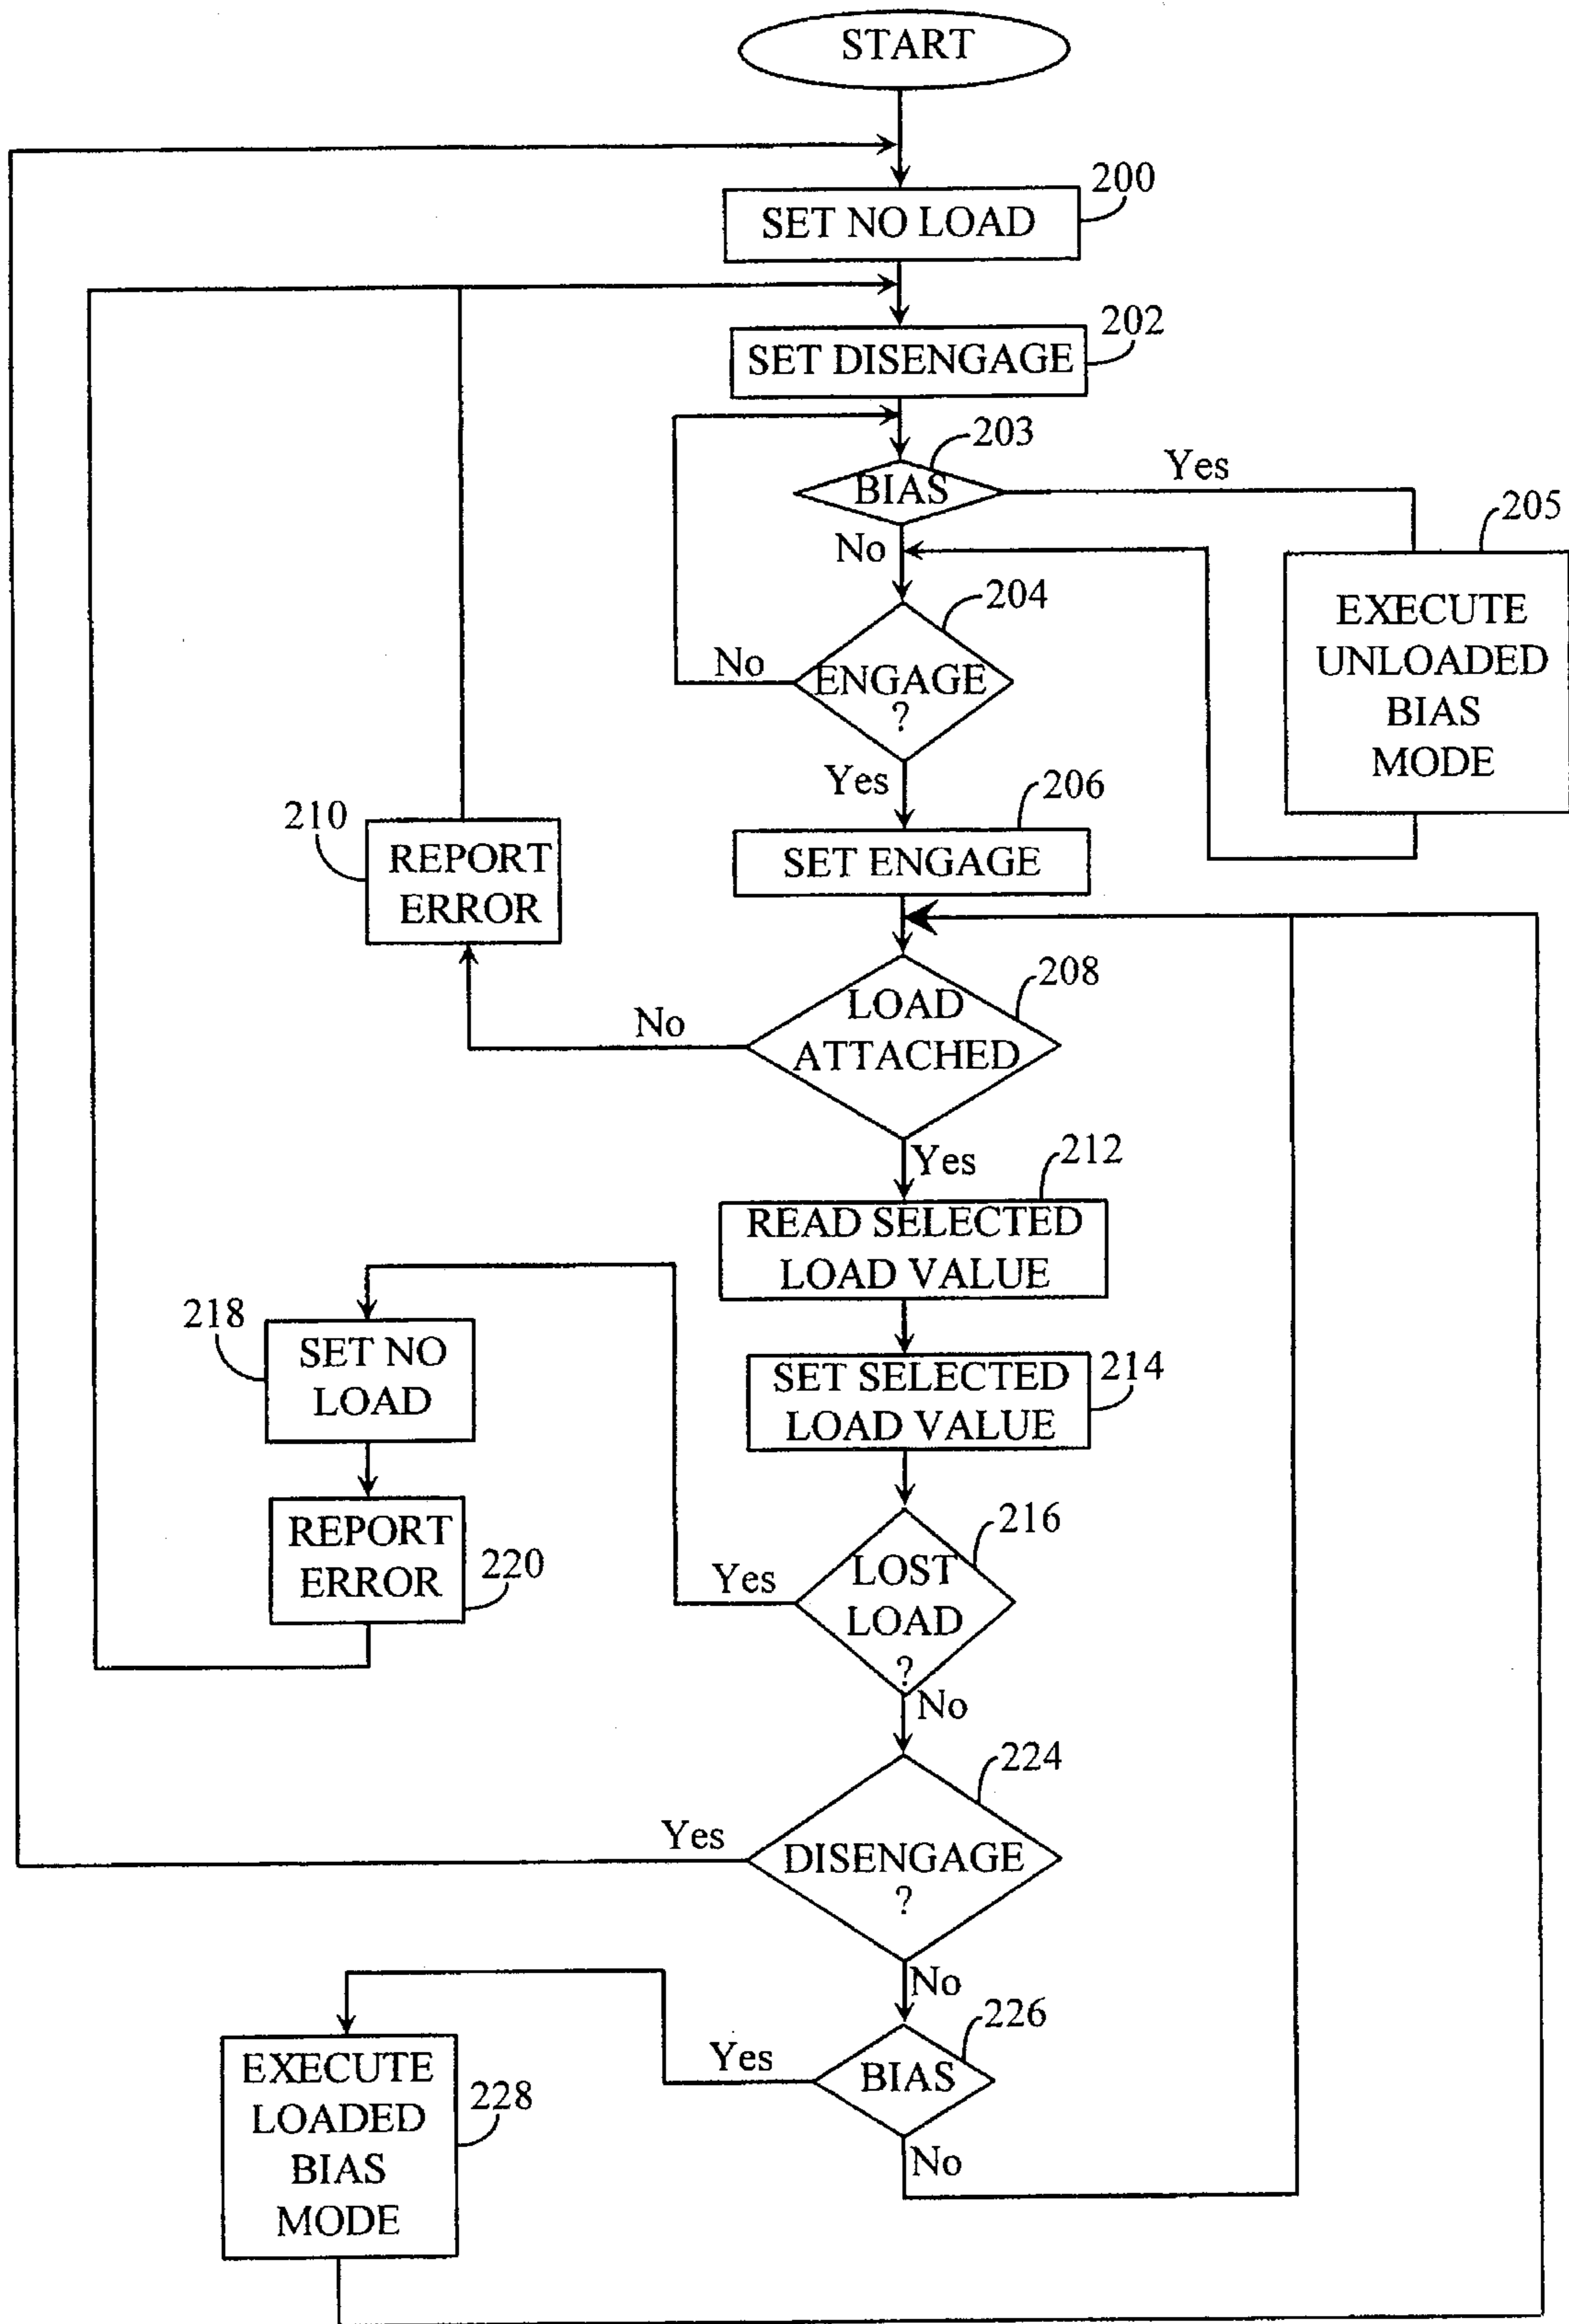 START
200
SET NO LOAD
202
SET DISENGAGE
203
BIAS
Yes
No
205
EXECUTE
UNLOADED
BIAS
MODE
204
ENGAGE
?
No
Yes
206
SET ENGAGE
210
REPORT
ERROR
208
LOAD
ATTACHED
No
Yes
212
READ SELECTED
LOAD VALUE
218
SET NO
LOAD
214
SET SELECTED
LOAD VALUE
220
REPORT
ERROR
216
LOST
LOAD
?
Yes
No
224
DISENGAGE
?
Yes
No
226
BIAS
Yes
No
228
EXECUTE
LOADED
BIAS
MODE